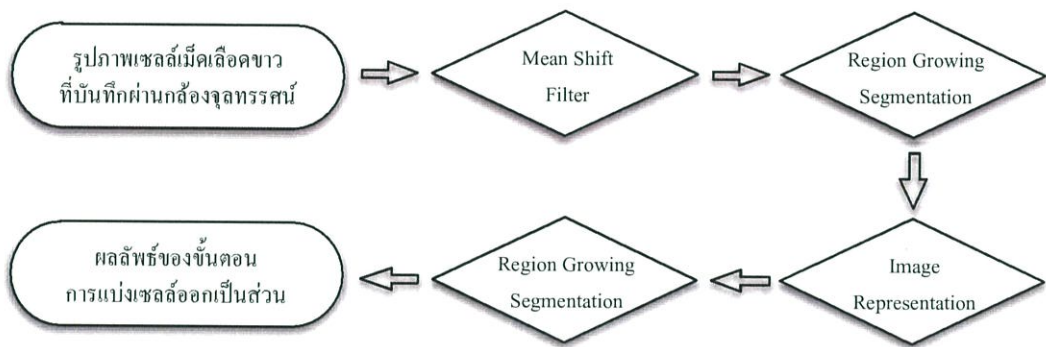 รูปภาพเซลล์เม็ดเลือดขาว
ที่บันทึกผ่านกล้องจุลทรรศน์
Mean Shift
Filter
Region Growing
Segmentation
Image
Representation
Region Growing
Segmentation
ผลลัพธ์ของขั้นตอน
การแบ่งเซลล์ออกเป็นส่วน